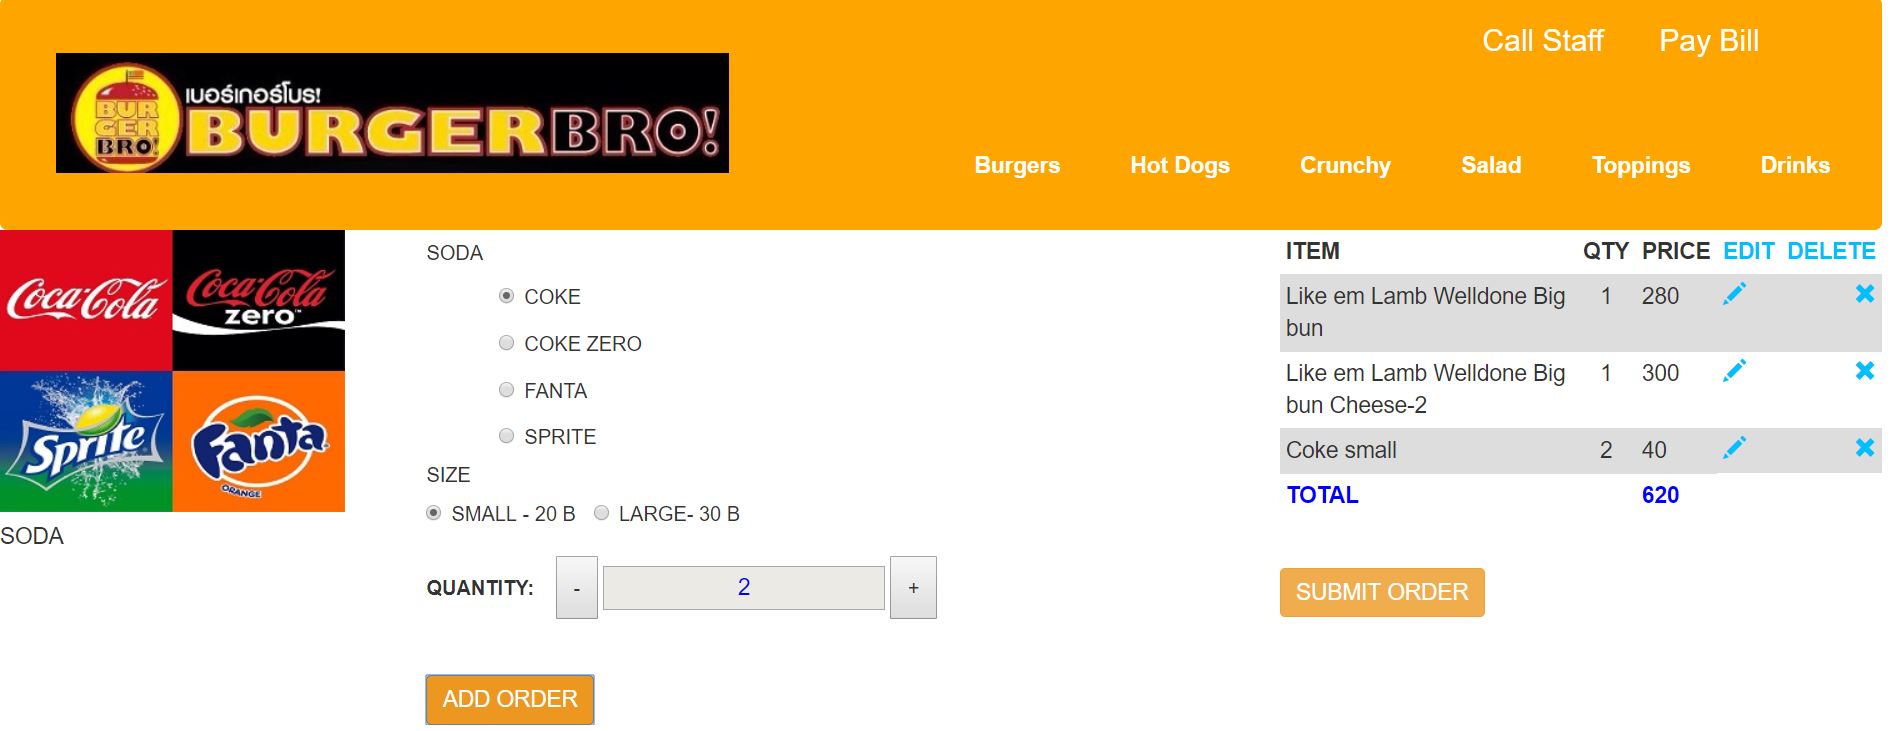 Call Staff Pay Bill
BUR
GER
BRO!
เบอร์เกอร์โบร!
BURGERBRO!
Burgers Hot Dogs Crunchy Salad Toppings Drinks
Coca-Cola
Coca-Cola
zero™
Sprite
Fanta
ORANGE
SODA
SODA
COKE
COKE ZERO
FANTA
SPRITE
SIZE
SMALL - 20 B LARGE- 30 B
QUANTITY: - 2 +
ADD ORDER
ITEM QTY PRICE EDIT DELETE
Like em Lamb Welldone Big 1 280
bun
Like em Lamb Welldone Big 1 300
bun Cheese-2
Coke small 2 40
TOTAL 620
SUBMIT ORDER